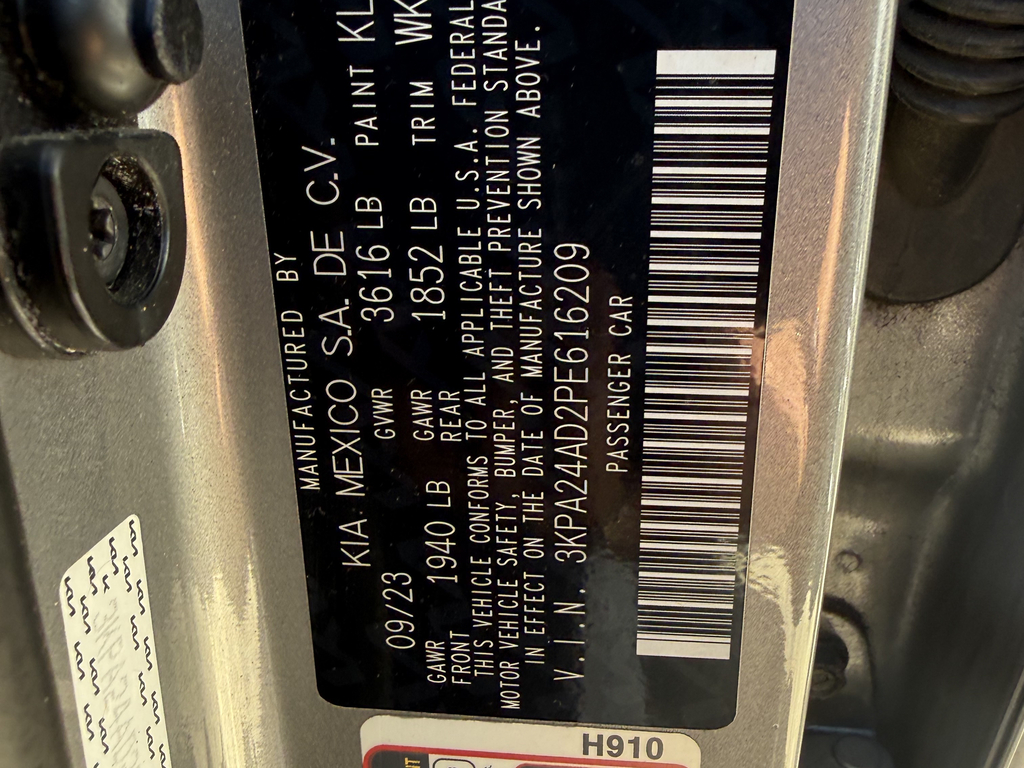 MANUFACTURED BY
KIA MEXICO S.A. DE C.V.
09/23 GVWR 3616 LB PAINT KL
GAWR FRONT 1940 LB GAWR REAR 1852 LB TRIM WK
THIS VEHICLE CONFORMS TO ALL APPLICABLE U.S.A. FEDERAL
MOTOR VEHICLE SAFETY, BUMPER, AND THEFT PREVENTION STANDA
IN EFFECT ON THE DATE OF MANUFACTURE SHOWN ABOVE.
V.I.N. 3KPA24AD2PE616209
PASSENGER CAR
H910